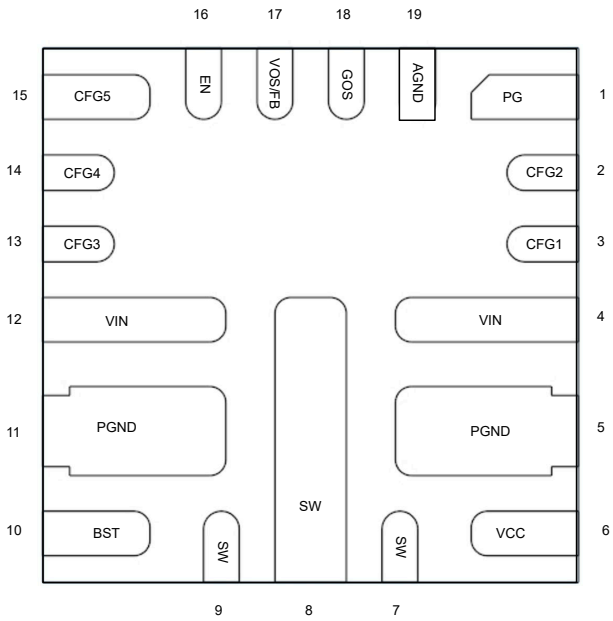 16 17 18 19
EN VOS/FB GOS AGND
15 CFG5 PG 1
14 CFG4 CFG2 2
13 CFG3 CFG1 3
12 VIN VIN 4
11 PGND PGND 5
SW
10 BST SW SW VCC 6
9 8 7